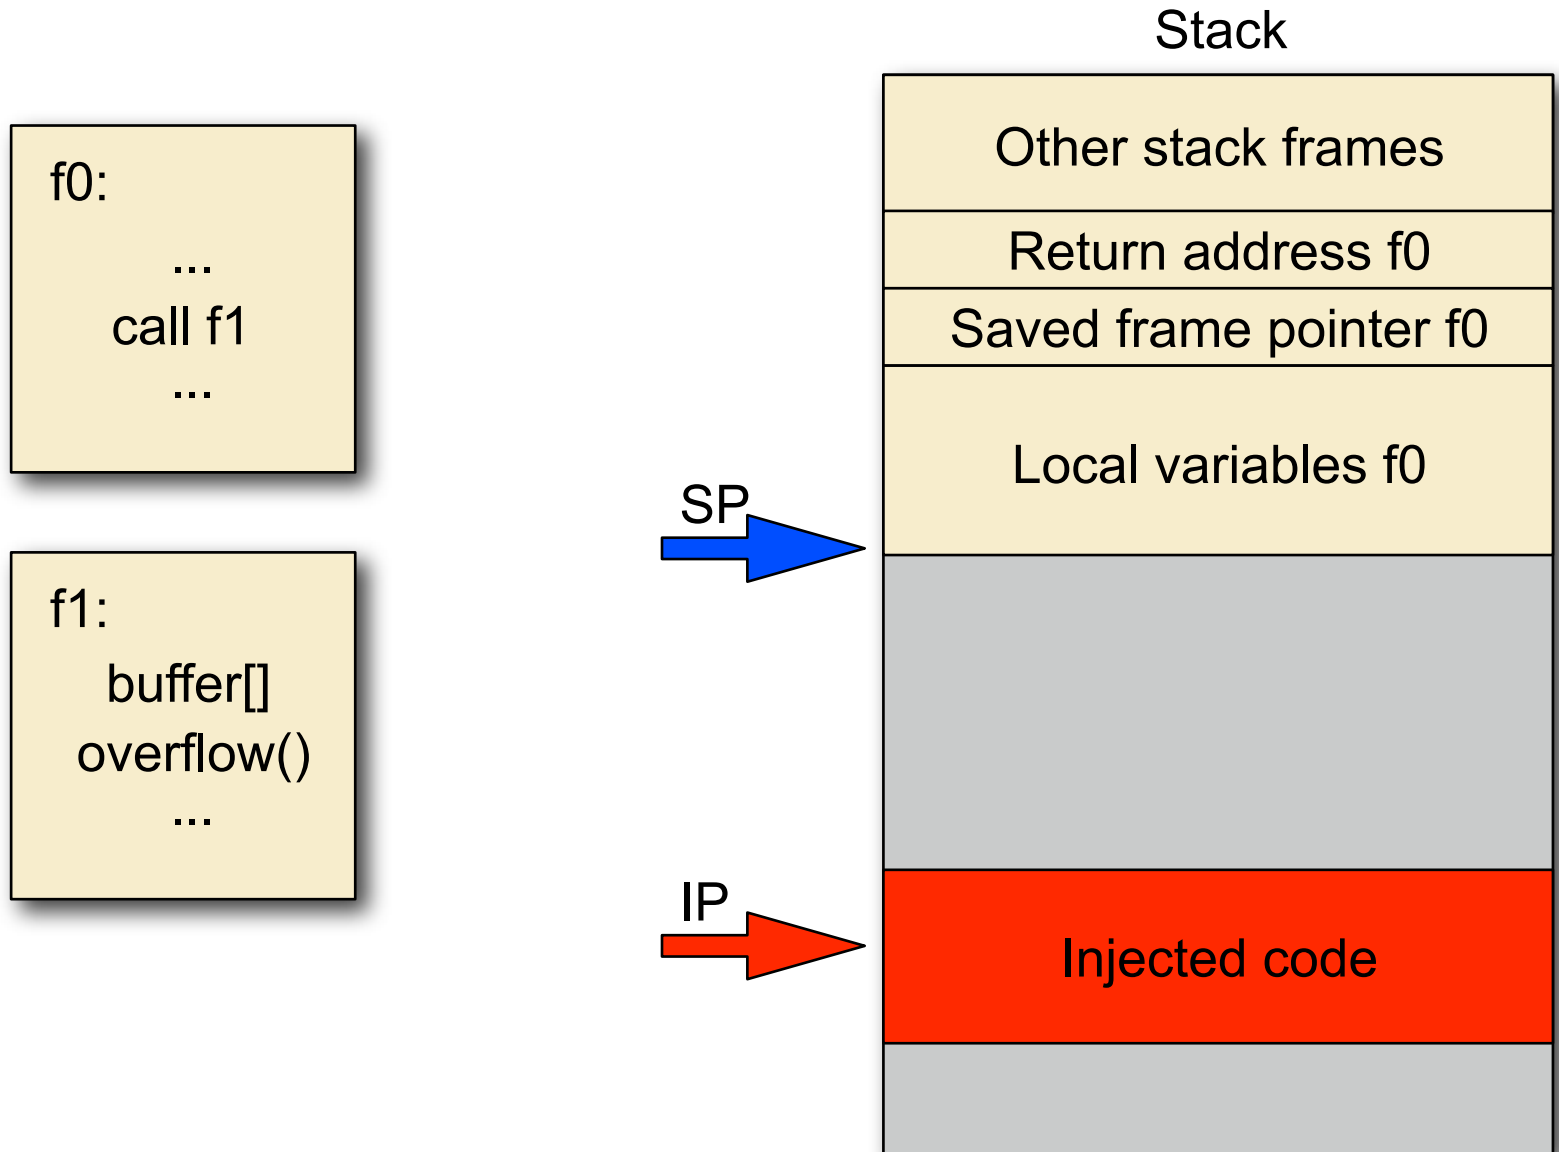 Stack
f0:
...
call f1
...
f1:
buffer[]
overflow()
...
SP
IP
Other stack frames
Return address f0
Saved frame pointer f0
Local variables f0
Injected code